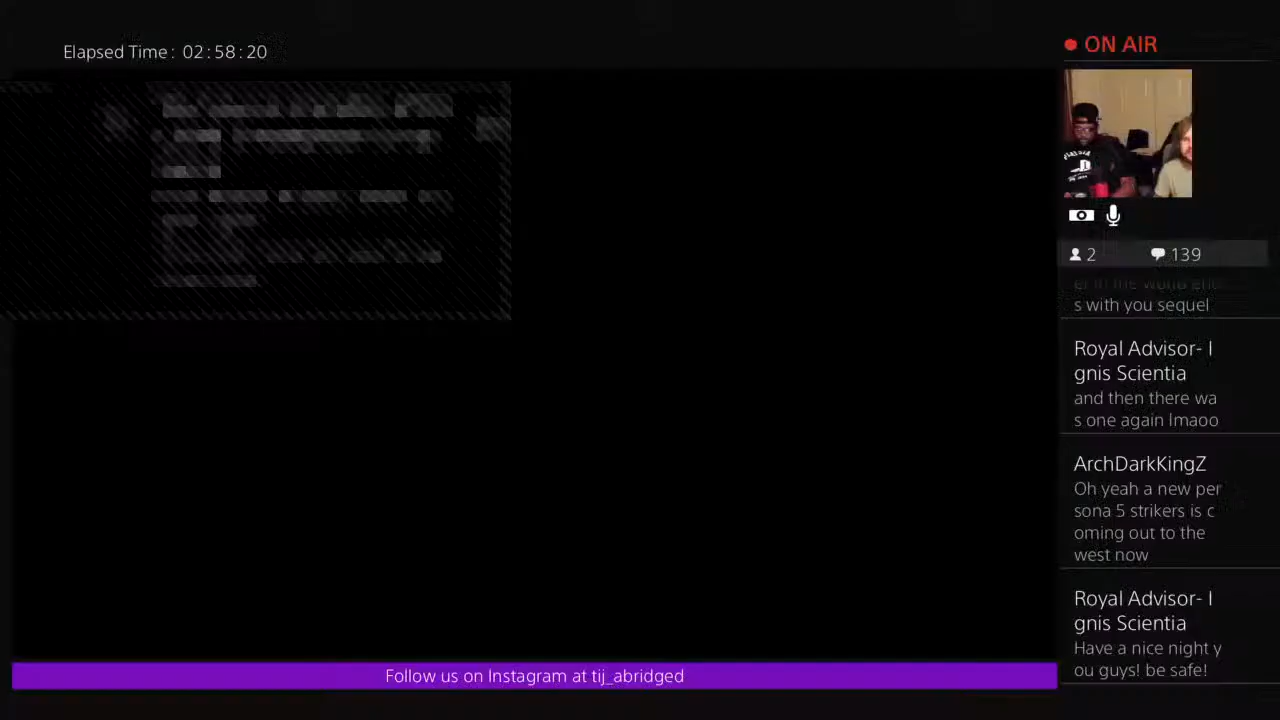 Elapsed Time: 02:58:20
ON AIR
2 139
s with you sequel
Royal Advisor- I
gnis Scientia
and then there wa
s one again lmaoo
ArchDarkKingZ
Oh yeah a new per
sona 5 strikers is c
oming out to the
west now
Royal Advisor- I
gnis Scientia
Have a nice night y
ou guys! be safe!
Follow us on Instagram at tij_abridged